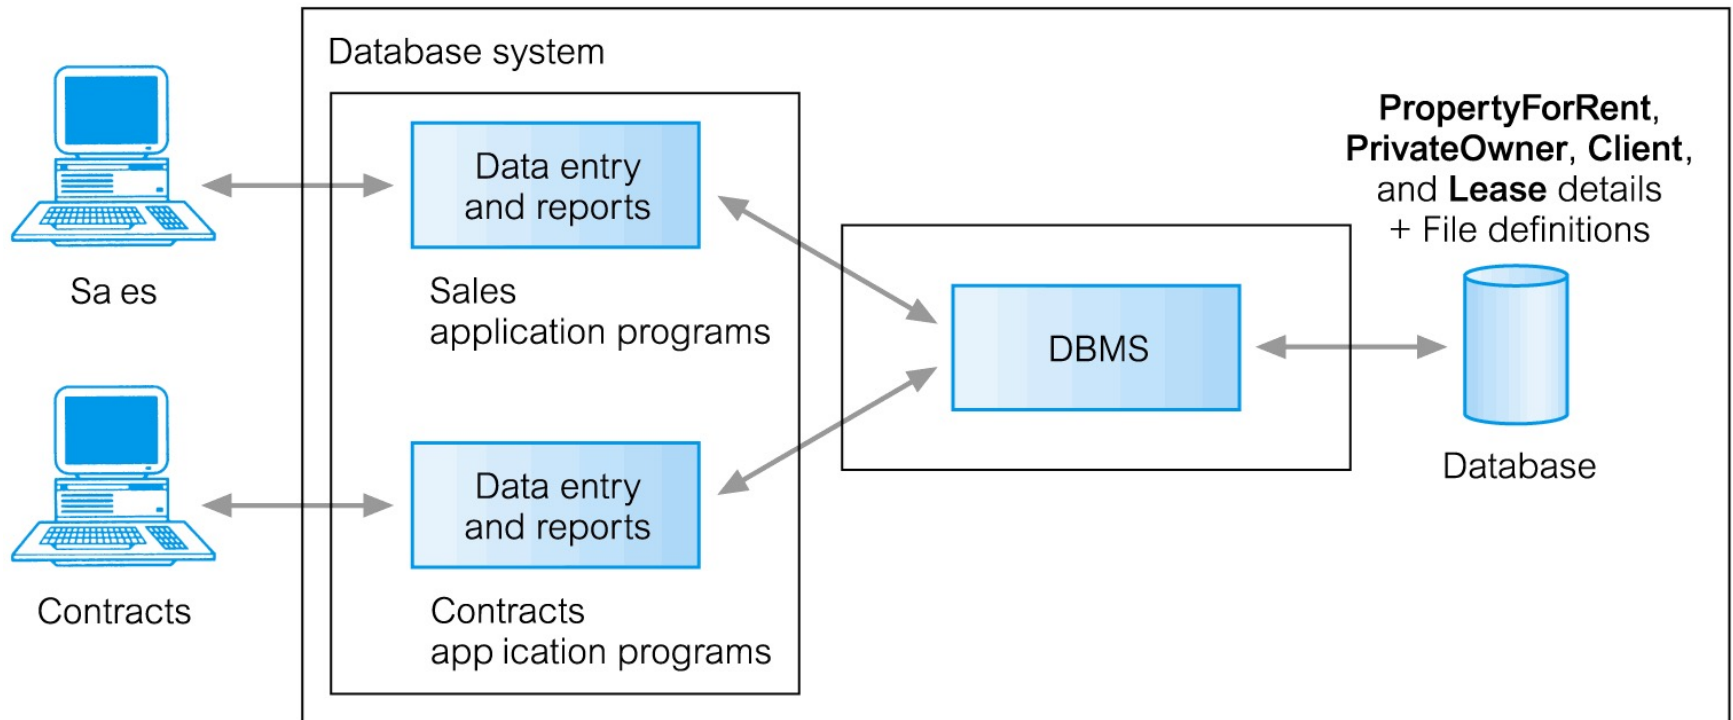 Database system
PropertyForRent,
PrivateOwner, Client,
and Lease details
+ File definitions
Data entry
and reports
Sa es
Sales
application programs
DBMS
Database
Data entry
and reports
Contracts
Contracts
app ication programs